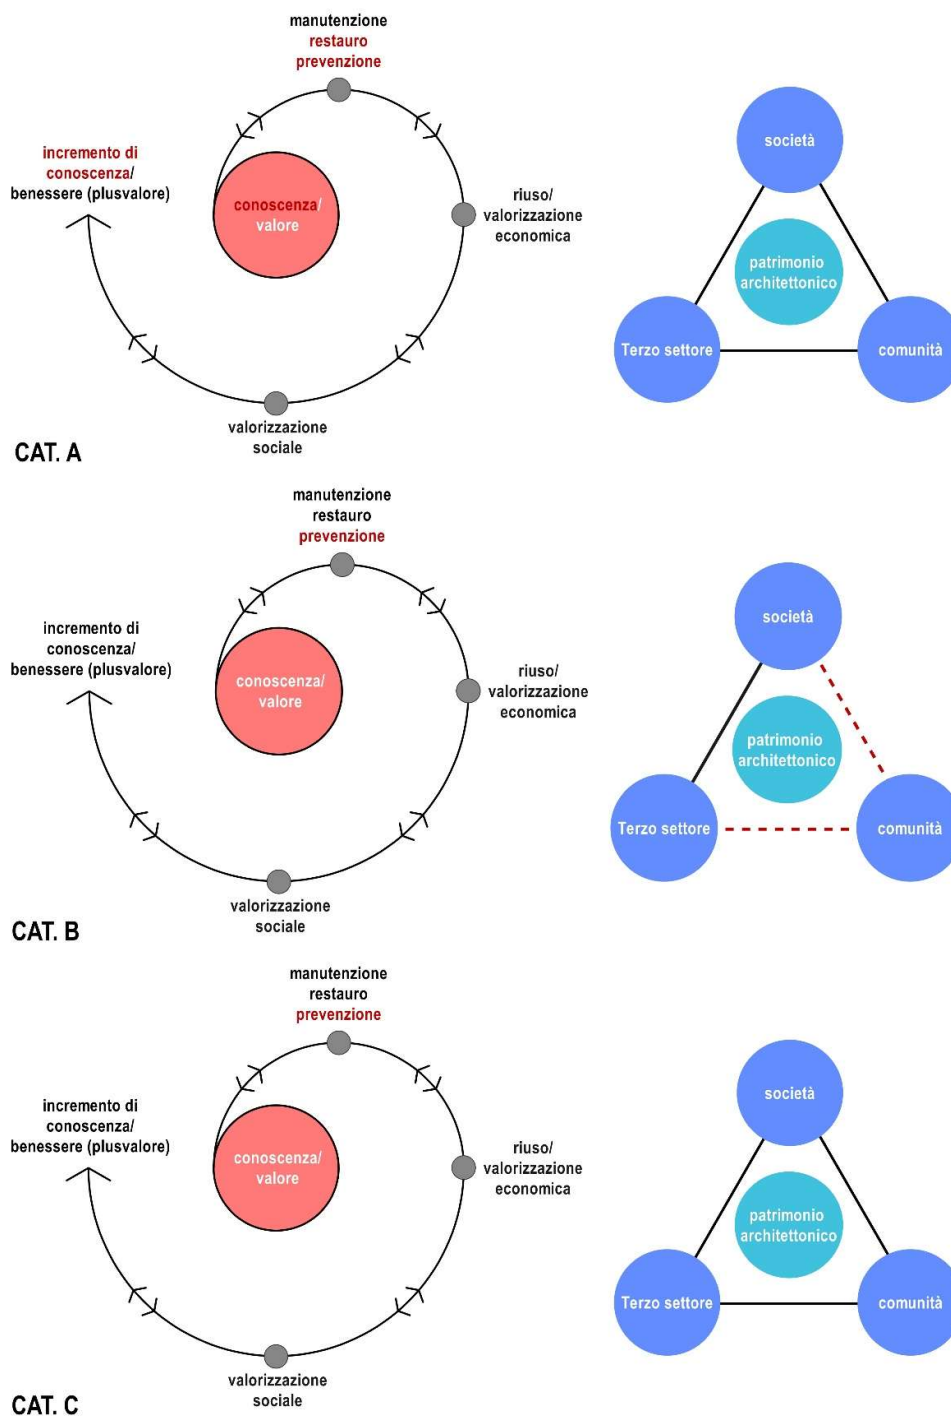 manutenzione
restauro
prevenzione
incremento di
conoscenza/
benessere (plusvalore)
conoscenza/
valore
riuso/
valorizzazione
economica
valorizzazione
sociale
società
patrimonio
architettonico
Terzo settore
comunità
CAT. A
manutenzione
restauro
prevenzione
incremento di
conoscenza/
benessere (plusvalore)
conoscenza/
valore
riuso/
valorizzazione
economica
valorizzazione
sociale
società
patrimonio
architettonico
Terzo settore
comunità
CAT. B
manutenzione
restauro
prevenzione
incremento di
conoscenza/
benessere (plusvalore)
conoscenza/
valore
riuso/
valorizzazione
economica
valorizzazione
sociale
società
patrimonio
architettonico
Terzo settore
comunità
CAT. C